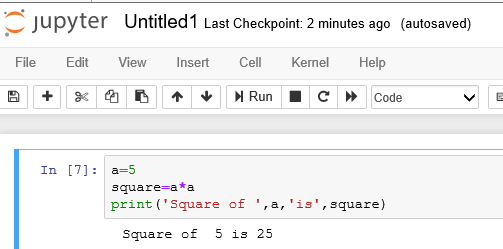 jupyter Untitled1 Last Checkpoint: 2 minutes ago (autosaved)
File Edit View Insert Cell Kernel Help
Run Code
In [7]: a=5
square=a*a
print('Square of ',a,'is',square)
Square of  5 is 25